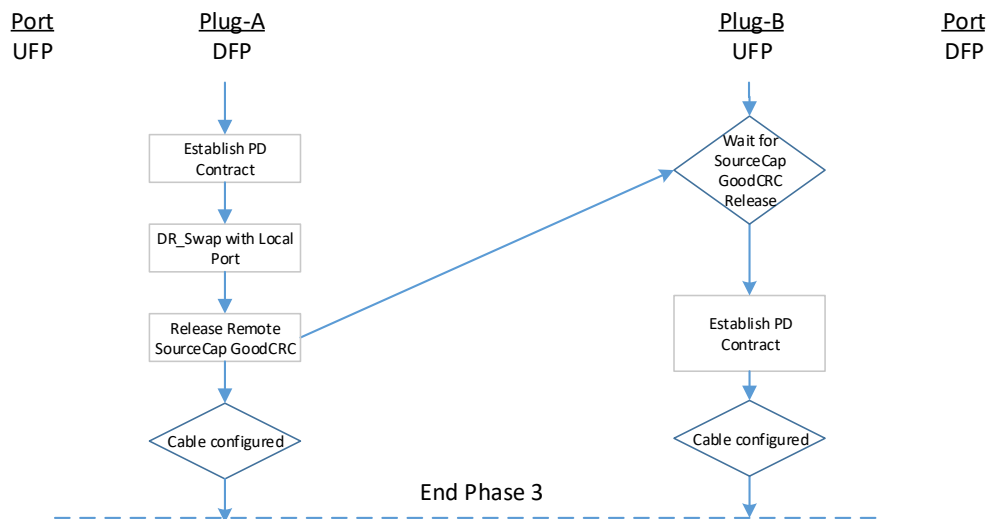 Port
UFP
Plug-A
DFP
Plug-B
UFP
Port
DFP
Establish PD
Contract
DR_Swap with Local
Port
Release Remote
SourceCap GoodCRC
Cable configured
Wait for
SourceCap
GoodCRC
Release
Establish PD
Contract
Cable configured
End Phase 3